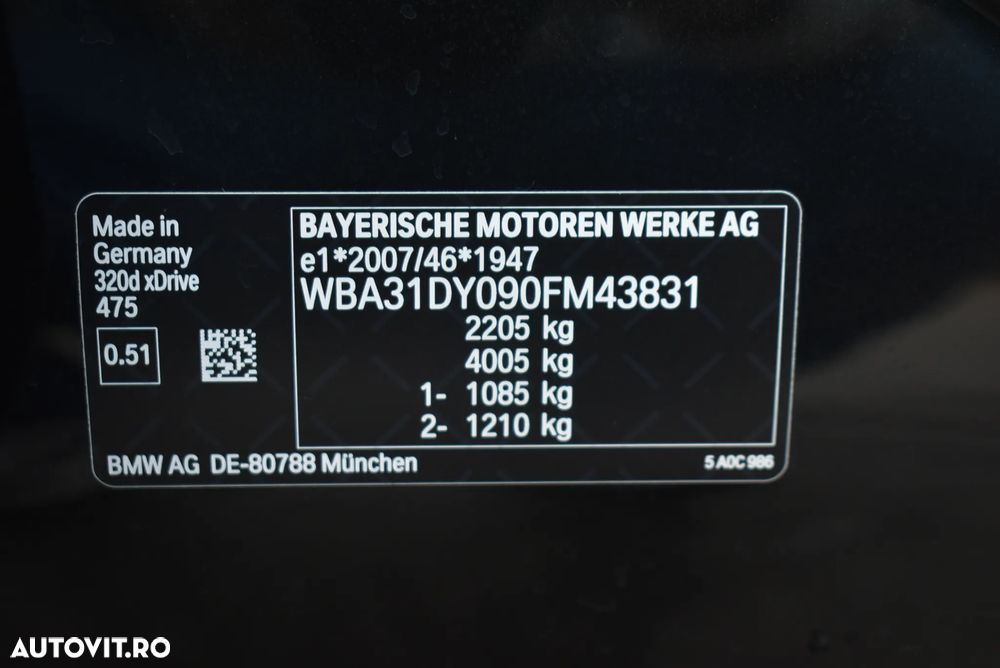 Made in
Germany
320d xDrive
475
0.51
BAYERISCHE MOTOREN WERKE AG
e1*2007/46*1947
WBA31DY090FM43831
2205 kg
4005 kg
1- 1085 kg
2- 1210 kg
BMW AG DE-80788 München
5 A0C 986
AUTOVIT.RO